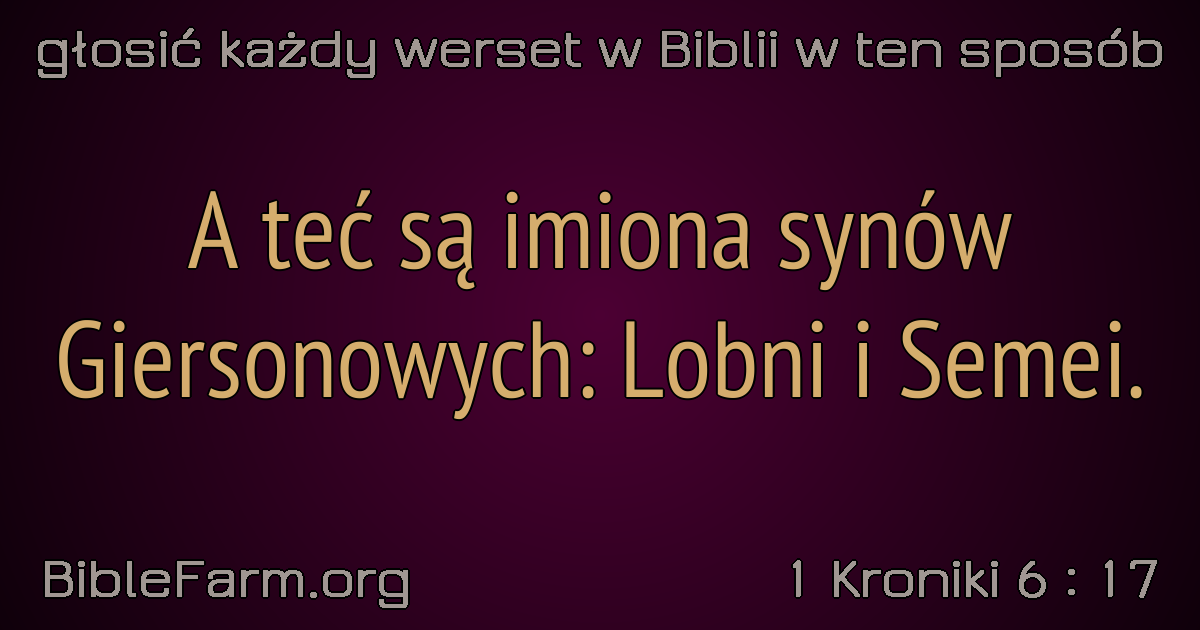 głosić każdy werset w Biblii w ten sposób
A teć są imiona synów
Giersonowych: Lobni i Semei.
BibleFarm.org
1 Kroniki 6 : 17